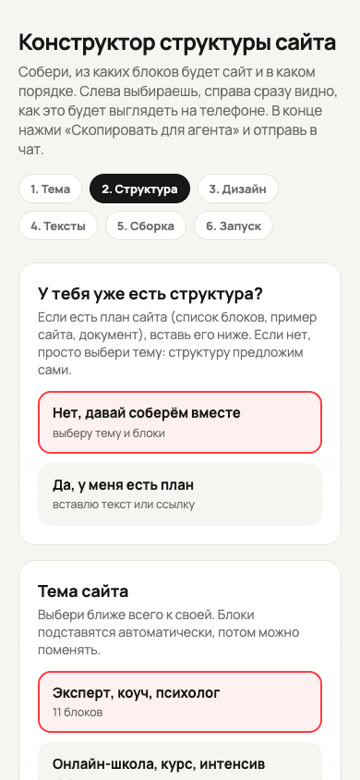 Конструктор структуры сайта
Собери, из каких блоков будет сайт и в каком
порядке. Слева выбираешь, справа сразу видно,
как это будет выглядеть на телефоне. В конце
нажми «Скопировать для агента» и отправь в
чат.
1. Тема
2. Структура
3. Дизайн
4. Тексты
5. Сборка
6. Запуск
У тебя уже есть структура?
Если есть план сайта (список блоков, пример
сайта, документ), вставь его ниже. Если нет,
просто выбери тему: структуру предложим
сами.
Нет, давай соберём вместе
выберу тему и блоки
Да, у меня есть план
вставлю текст или ссылку
Тема сайта
Выбери ближе всего к своей. Блоки
подставятся автоматически, потом можно
поменять.
Эксперт, коуч, психолог
11 блоков
Онлайн-школа, курс, интенсив